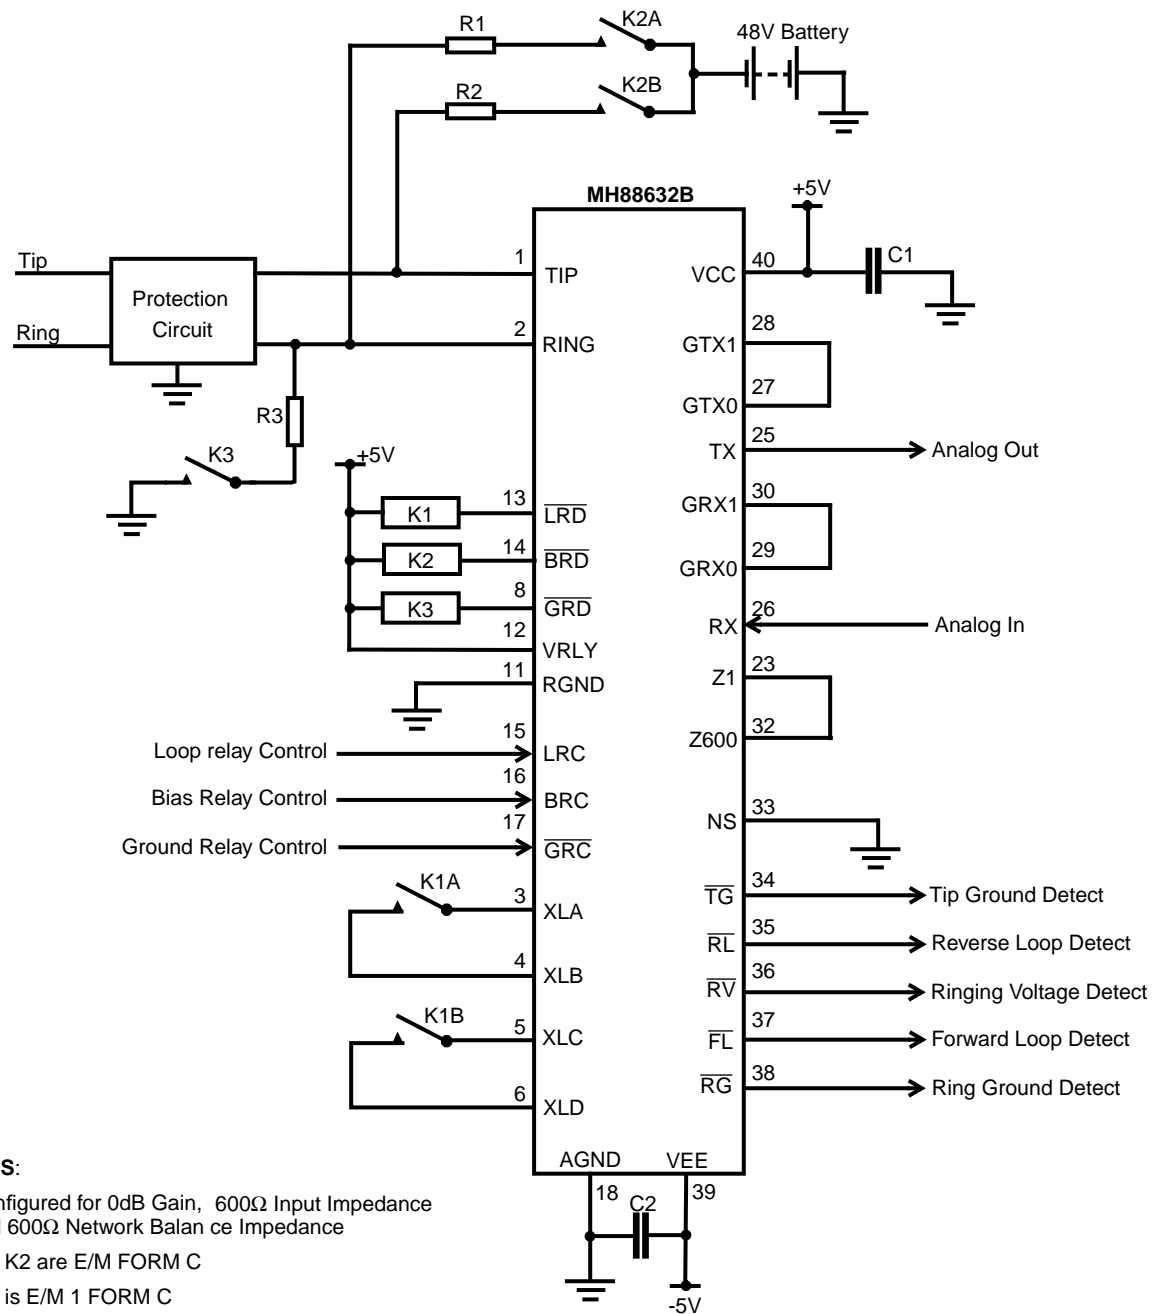 R1
K2A
48V Battery
R2
K2B
MH88632B
+5V
Tip
1
TIP
VCC
40
C1
Protection
Circuit
Ring
2
RING
GTX1
28
GTX0
27
R3
K3
TX
25
Analog Out
+5V
K1
13
LRD
GRX1
30
K2
14
BRD
GRX0
29
K3
8
GRD
12
VRLY
RX
26
Analog In
11
RGND
Z1
23
Z600
32
Loop relay Control
15
LRC
Bias Relay Control
16
BRC
Ground Relay Control
17
GRC
NS
33
K1A
3
XLA
TG
34
Tip Ground Detect
RL
35
Reverse Loop Detect
4
XLB
RV
36
Ringing Voltage Detect
K1B
5
XLC
FL
37
Forward Loop Detect
RG
38
Ring Ground Detect
6
XLD
AGND
VEE
18
C2
39
-5V
S:
nfigured for 0dB Gain, 600Ω Input Impedance
600Ω Network Balan ce Impedance
K2 are E/M FORM C
is E/M 1 FORM C